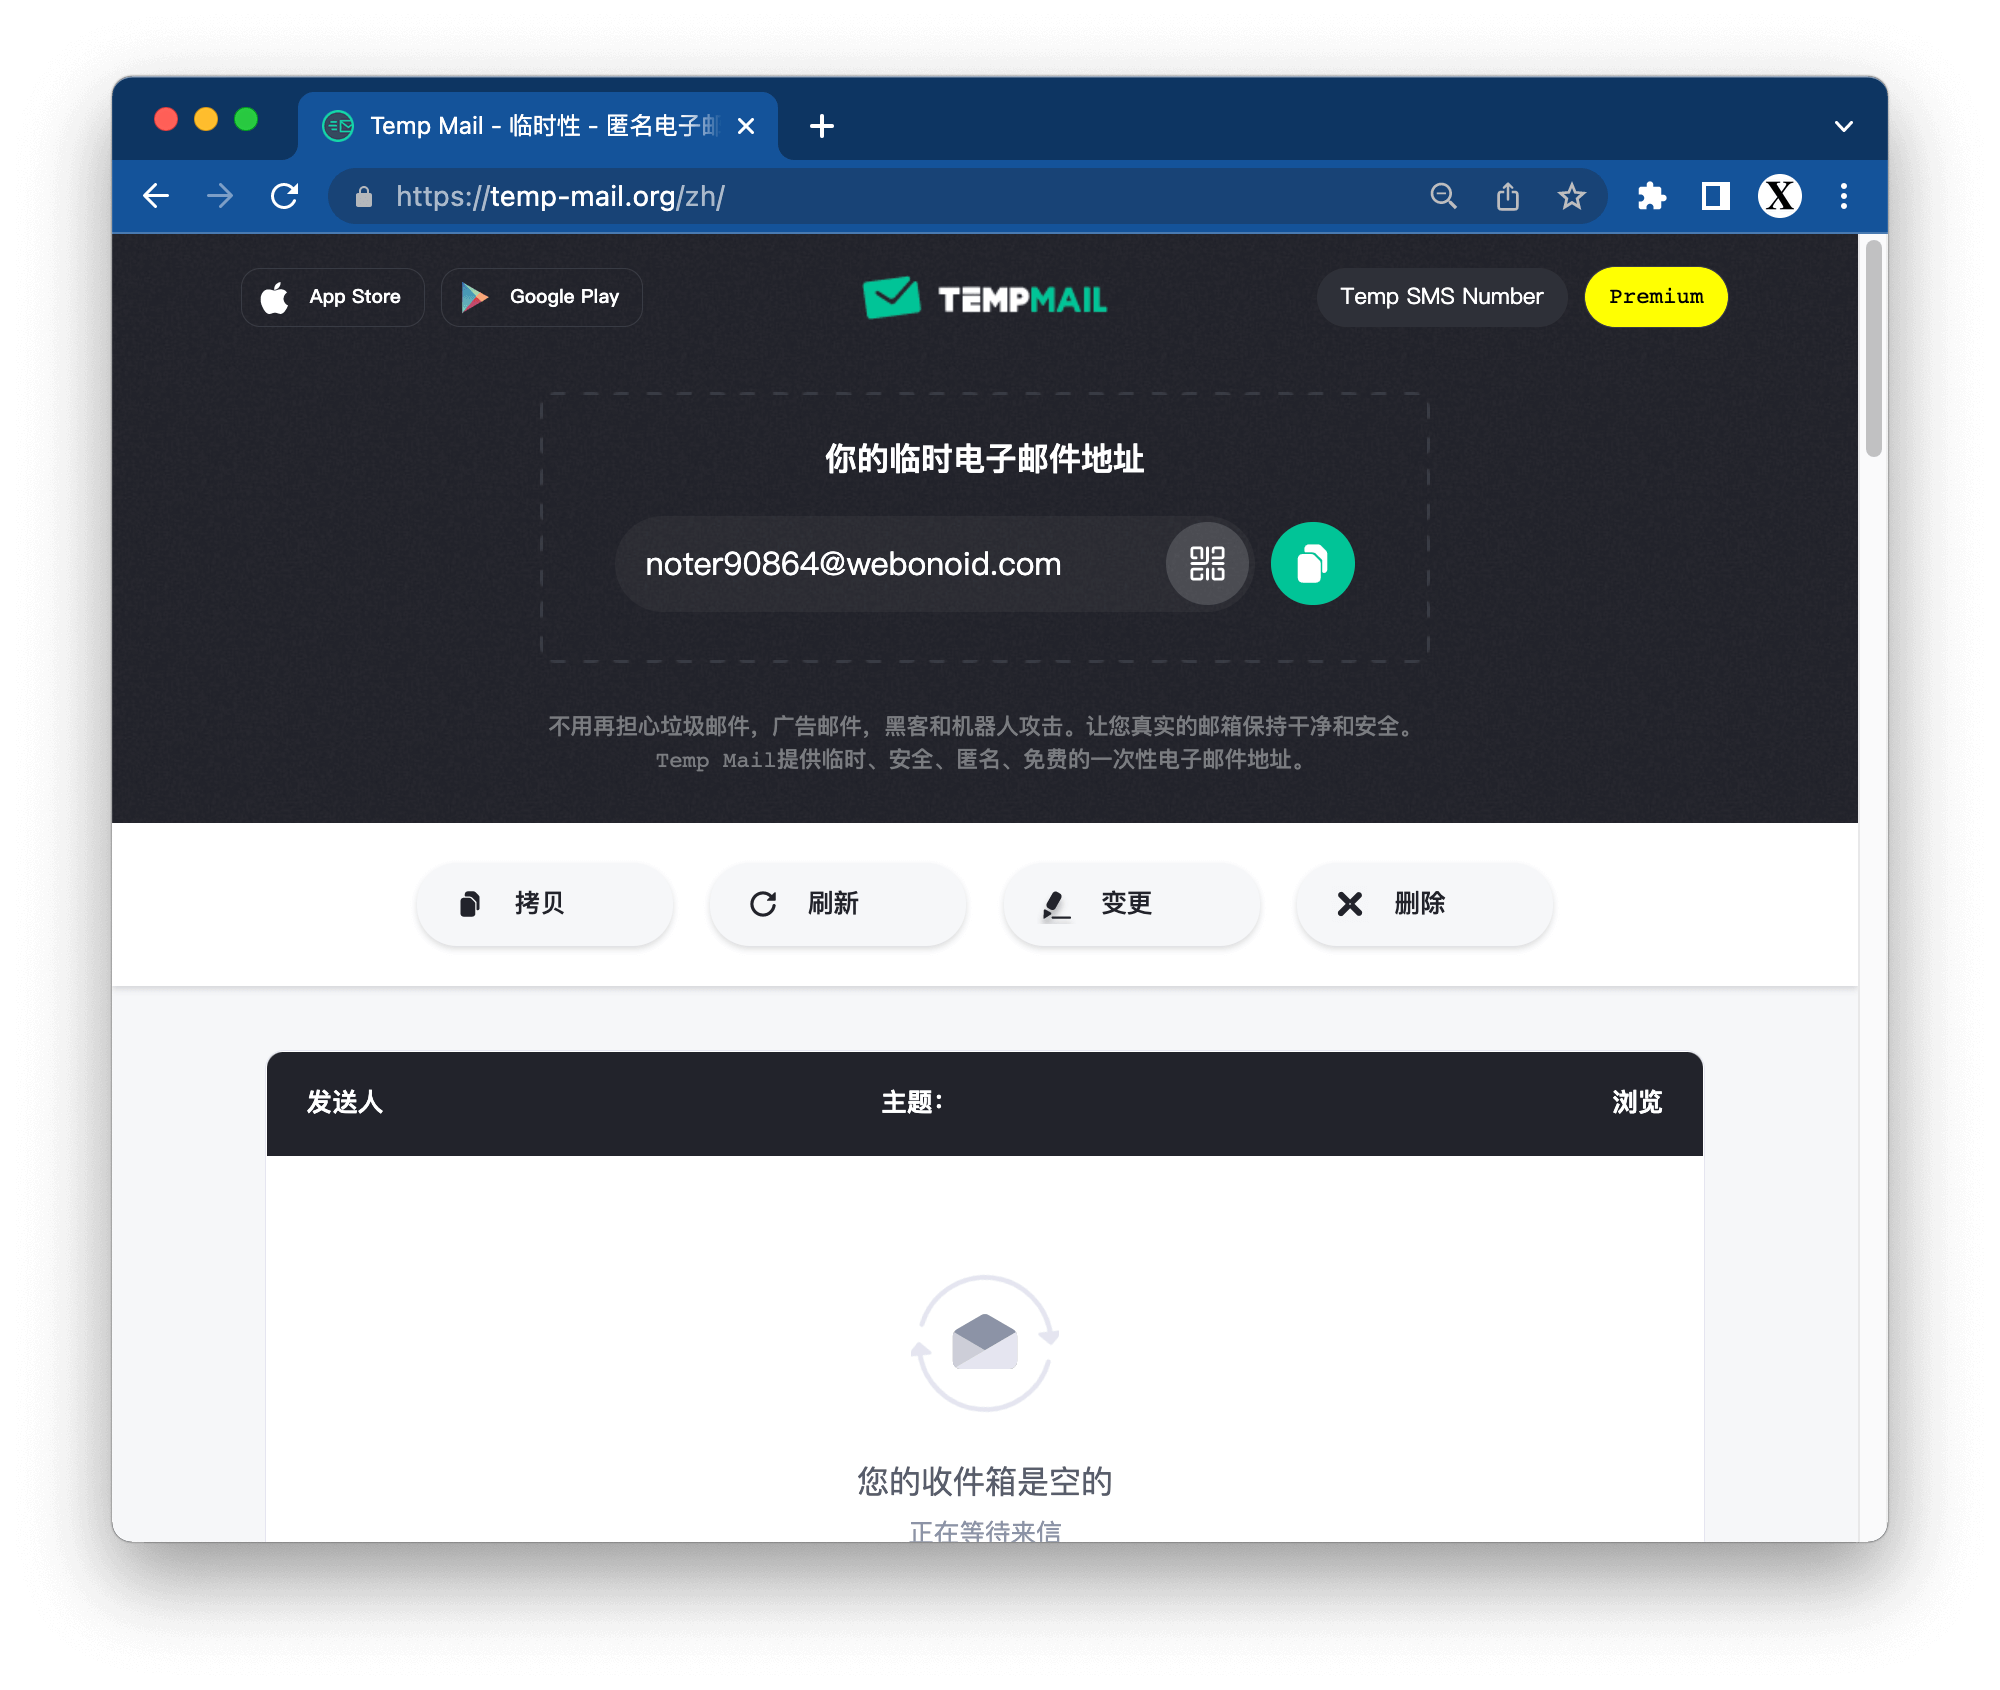 Temp Mail - 临时性 - 匿名电子邮
https://temp-mail.org/zh/
App Store
Google Play
TEMPMAIL
Temp SMS Number
Premium
你的临时电子邮件地址
noter90864@webonoid.com
不用再担心垃圾邮件，广告邮件，黑客和机器人攻击。让您真实的邮箱保持干净和安全。
Temp Mail提供临时、安全、匿名、免费的一次性电子邮件地址。
拷贝
刷新
变更
删除
发送人
主题：
浏览
您的收件箱是空的
正在等待来信